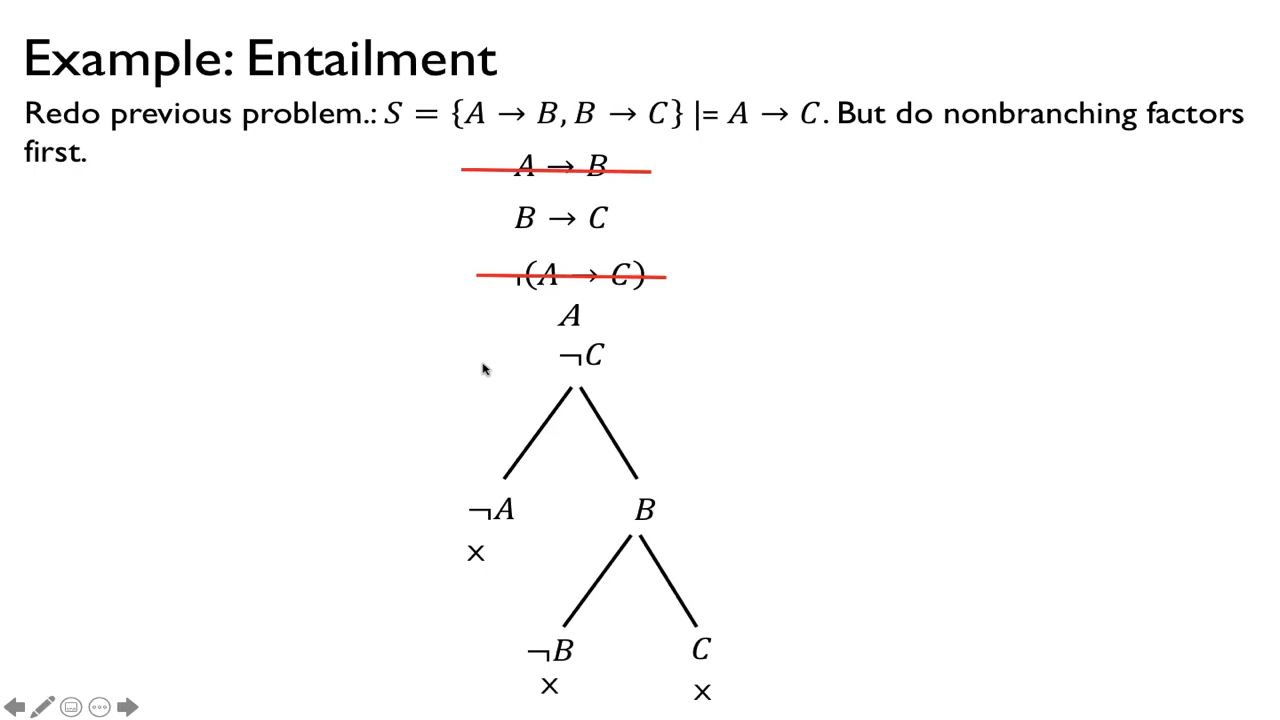 Example: Entailment
Redo previous problem.: S = {A → B, B → C} |= A → C. But do nonbranching factors
first.
A → B
B → C
¬(A → C)
A
¬C
¬A B
x
¬B C
x x